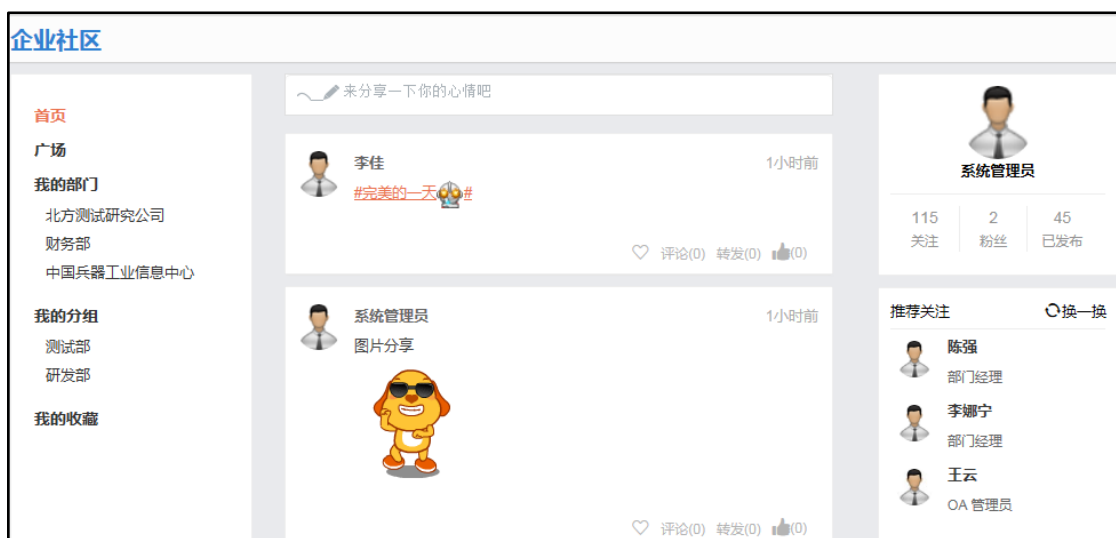 企业社区
首页
广场
我的部门
北方测试研究公司
财务部
中国兵器工业信息中心
我的分组
测试部
研发部
我的收藏
来分享一下你的心情吧
李佳
1小时前
#完美的一天#
评论(0) 转发(0) (0)
系统管理员
1小时前
图片分享
评论(0) 转发(0) (0)
系统管理员
115 2 45
关注 粉丝 已发布
推荐关注 换一换
陈强
部门经理
李娜宁
部门经理
王云
OA 管理员